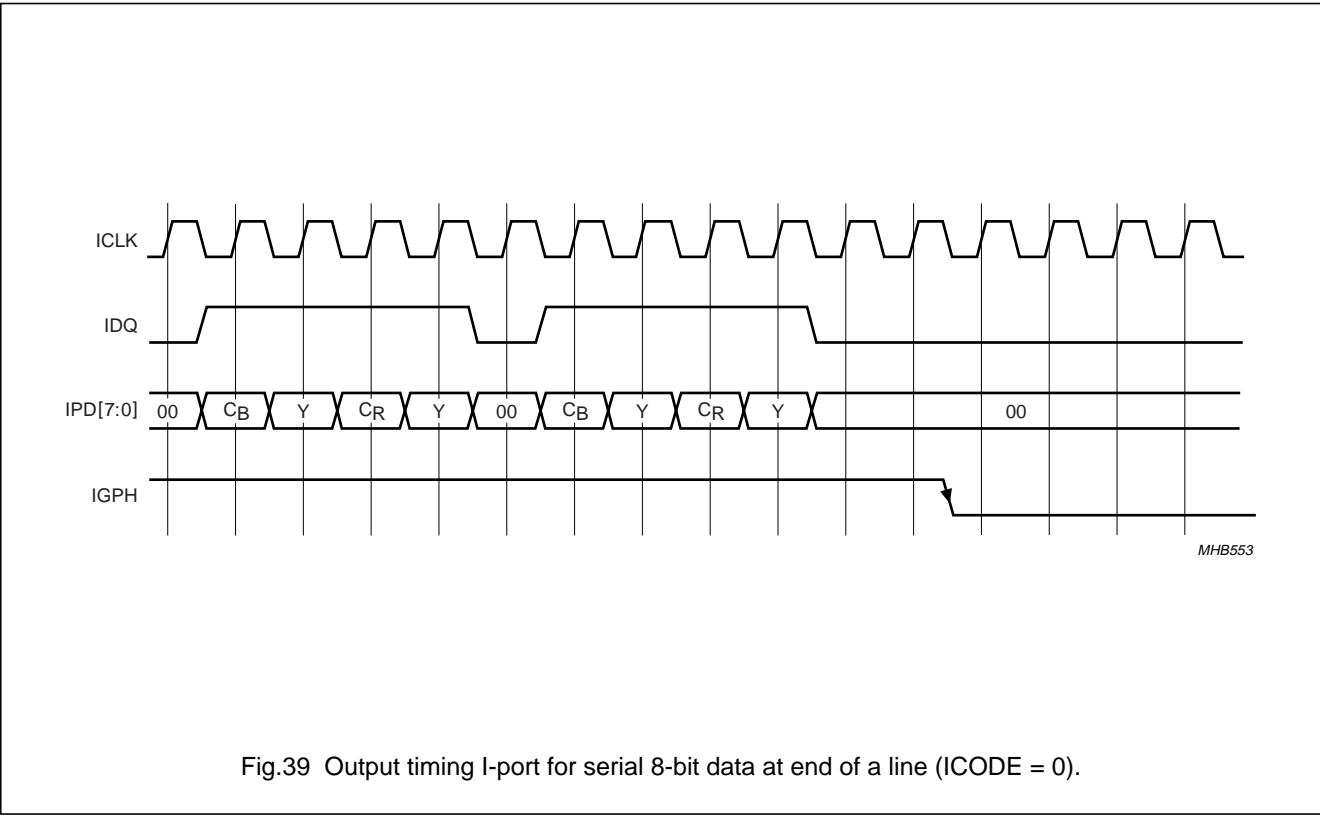 ICLK
IDQ
IPD[7:0] 00 CB Y CR Y 00 CB Y CR Y 00
IGPH
MHB553
Fig.39 Output timing I-port for serial 8-bit data at end of a line (ICODE = 0).